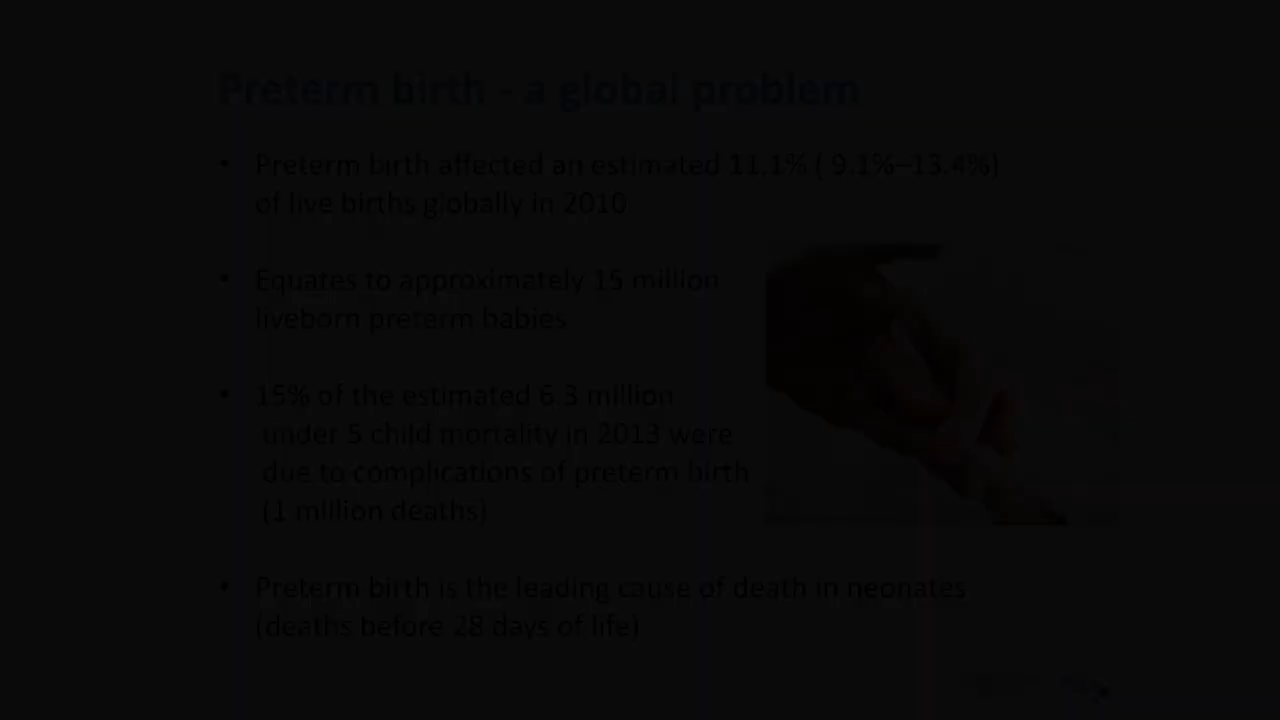 Preterm birth - a global problem
• Preterm birth affected an estimated 11.1% ( 9.1%–13.4%)
of live births globally in 2010
• Equates to approximately 15 million
liveborn preterm babies
• 15% of the estimated 6.3 million
under 5 child mortality in 2013 were
due to complications of preterm birth
(1 million deaths)
• Preterm birth is the leading cause of death in neonates
(deaths before 28 days of life)